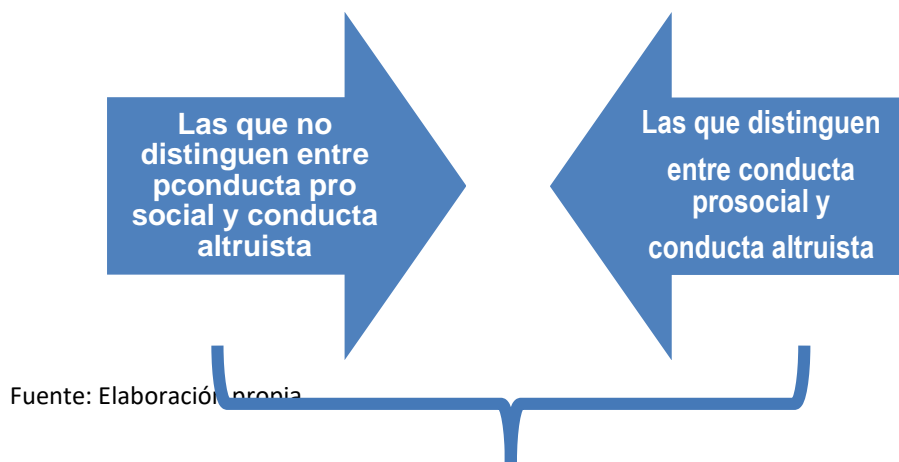 Las que no
distinguen entre
pconducta pro
social y conducta
altruista
Las que distinguen
entre conducta
prosocial y
conducta altruista
Fuente: Elaboración propia